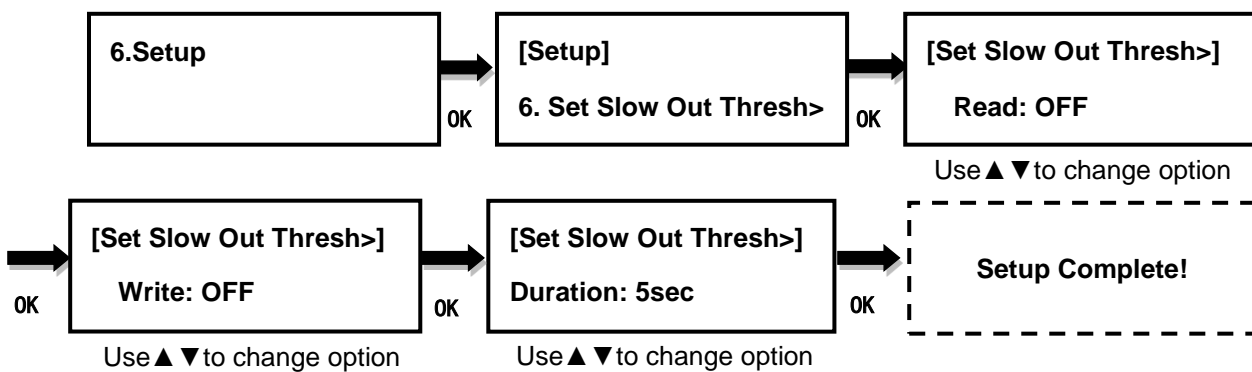 6.Setup
OK
[Setup]
6. Set Slow Out Thresh>
OK
[Set Slow Out Thresh>]
Read: OFF
Use▲▼to change option
OK
[Set Slow Out Thresh>]
Write: OFF
Use▲▼to change option
OK
[Set Slow Out Thresh>]
Duration: 5sec
Use▲▼to change option
OK
Setup Complete!